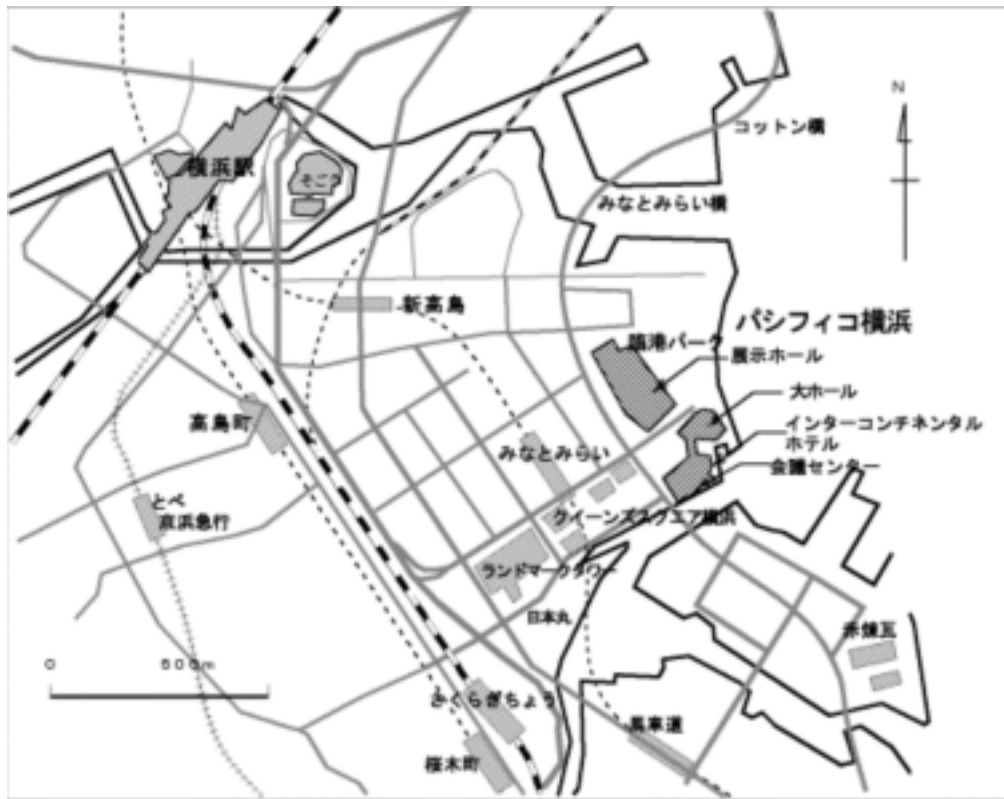 N
コットン橋
横浜駅
そごう
みなとみらい橋
新高島
パシフィコ横浜
臨港パーク
展示ホール
大ホール
高島町
インターコンチネンタル
ホテル
みなとみらい
会議センター
とべ
京浜急行
クイーンズスクエア横浜
ランドマークタワー
日本丸
赤煉瓦
0 500m
さくらぎちょう
馬車道
桜木町